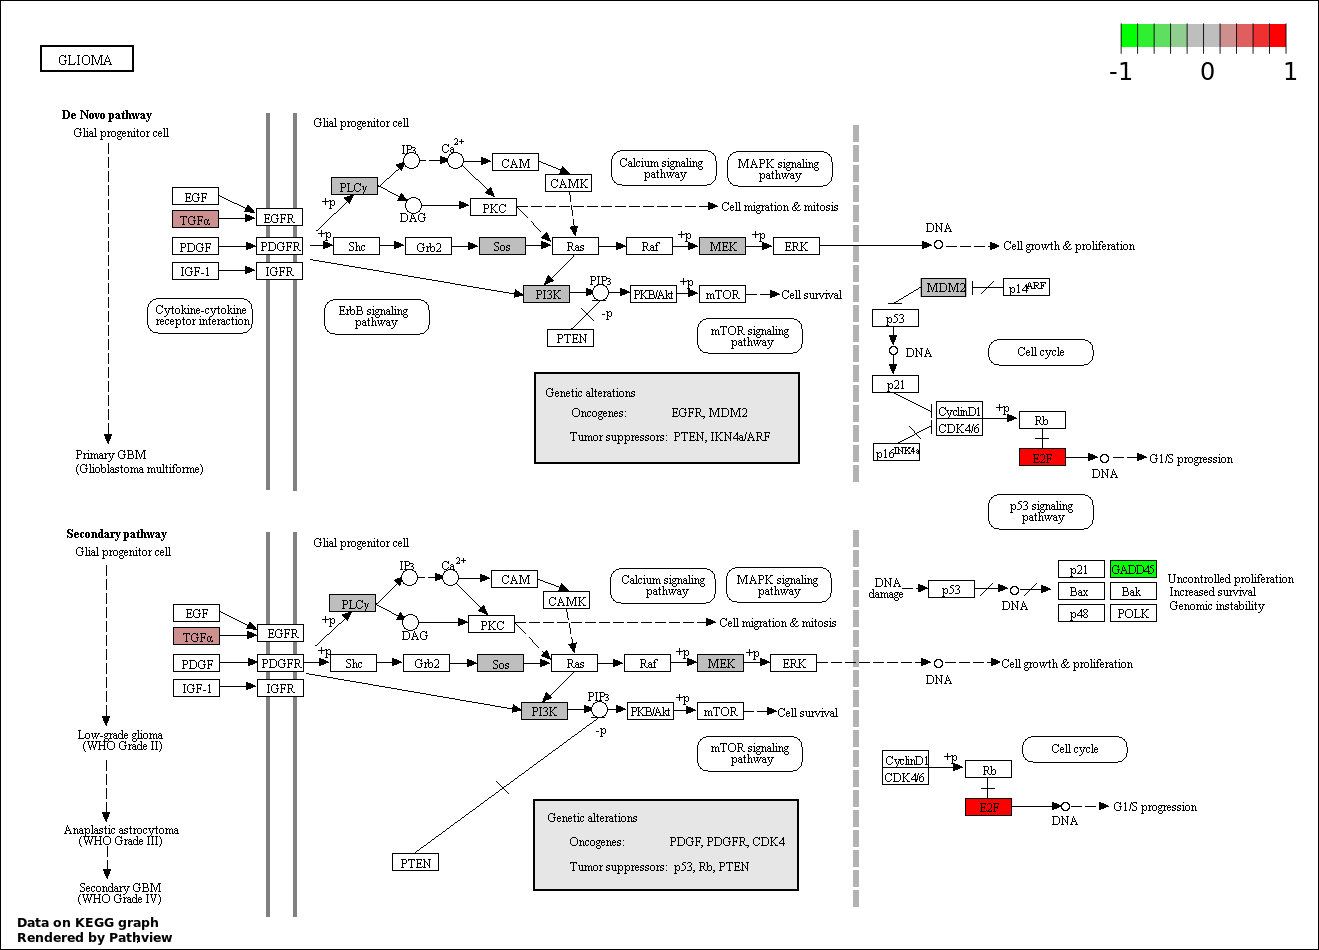 GLIOMA
-1 0 1
De Novo pathway
Glial progenitor cell
Glial progenitor cell
IP3
Ca2+
CAM
CAMK
Calcium signaling
pathway
MAPK signaling
pathway
PLCγ
+p
DAG
PKC
Cell migration & mitosis
EGF
TGFα
EGFR
PDGF
PDGFR
+p
Shc
Grb2
Sos
Ras
Raf
+p
MEK
+p
ERK
DNA
Cell growth & proliferation
IGF-1
IGFR
PI3K
PIP3
-p
PKB/Akt
+p
mTOR
Cell survival
PTEN
Cytokine-cytokine
receptor interaction
ErbB signaling
pathway
mTOR signaling
pathway
MDM2
p14ARF
p53
DNA
p21
Cell cycle
CyclinD1
CDK4/6
+p
Rb
p16INK4a
E2F
DNA
G1/S progression
Genetic alterations
Oncogenes: EGFR, MDM2
Tumor suppressors: PTEN, IKN4a/ARF
Primary GBM
(Glioblastoma multiforme)
p53 signaling
pathway
Secondary pathway
Glial progenitor cell
Glial progenitor cell
IP3
Ca2+
CAM
CAMK
Calcium signaling
pathway
MAPK signaling
pathway
PLCγ
+p
DAG
PKC
Cell migration & mitosis
EGF
TGFα
EGFR
PDGF
PDGFR
+p
Shc
Grb2
Sos
Ras
Raf
+p
MEK
+p
ERK
DNA
Cell growth & proliferation
IGF-1
IGFR
PI3K
PIP3
-p
PKB/Akt
+p
mTOR
Cell survival
DNA
damage
p53
DNA
p21
GADD45
Bax
Bak
p48
POLK
Uncontrolled proliferation
Increased survival
Genomic instability
mTOR signaling
pathway
PTEN
CyclinD1
CDK4/6
+p
Rb
Cell cycle
E2F
DNA
G1/S progression
Genetic alterations
Oncogenes: PDGF, PDGFR, CDK4
Tumor suppressors: p53, Rb, PTEN
Low-grade glioma
(WHO Grade II)
Anaplastic astrocytoma
(WHO Grade III)
Secondary GBM
(WHO Grade IV)
Data on KEGG graph
Rendered by Pathview